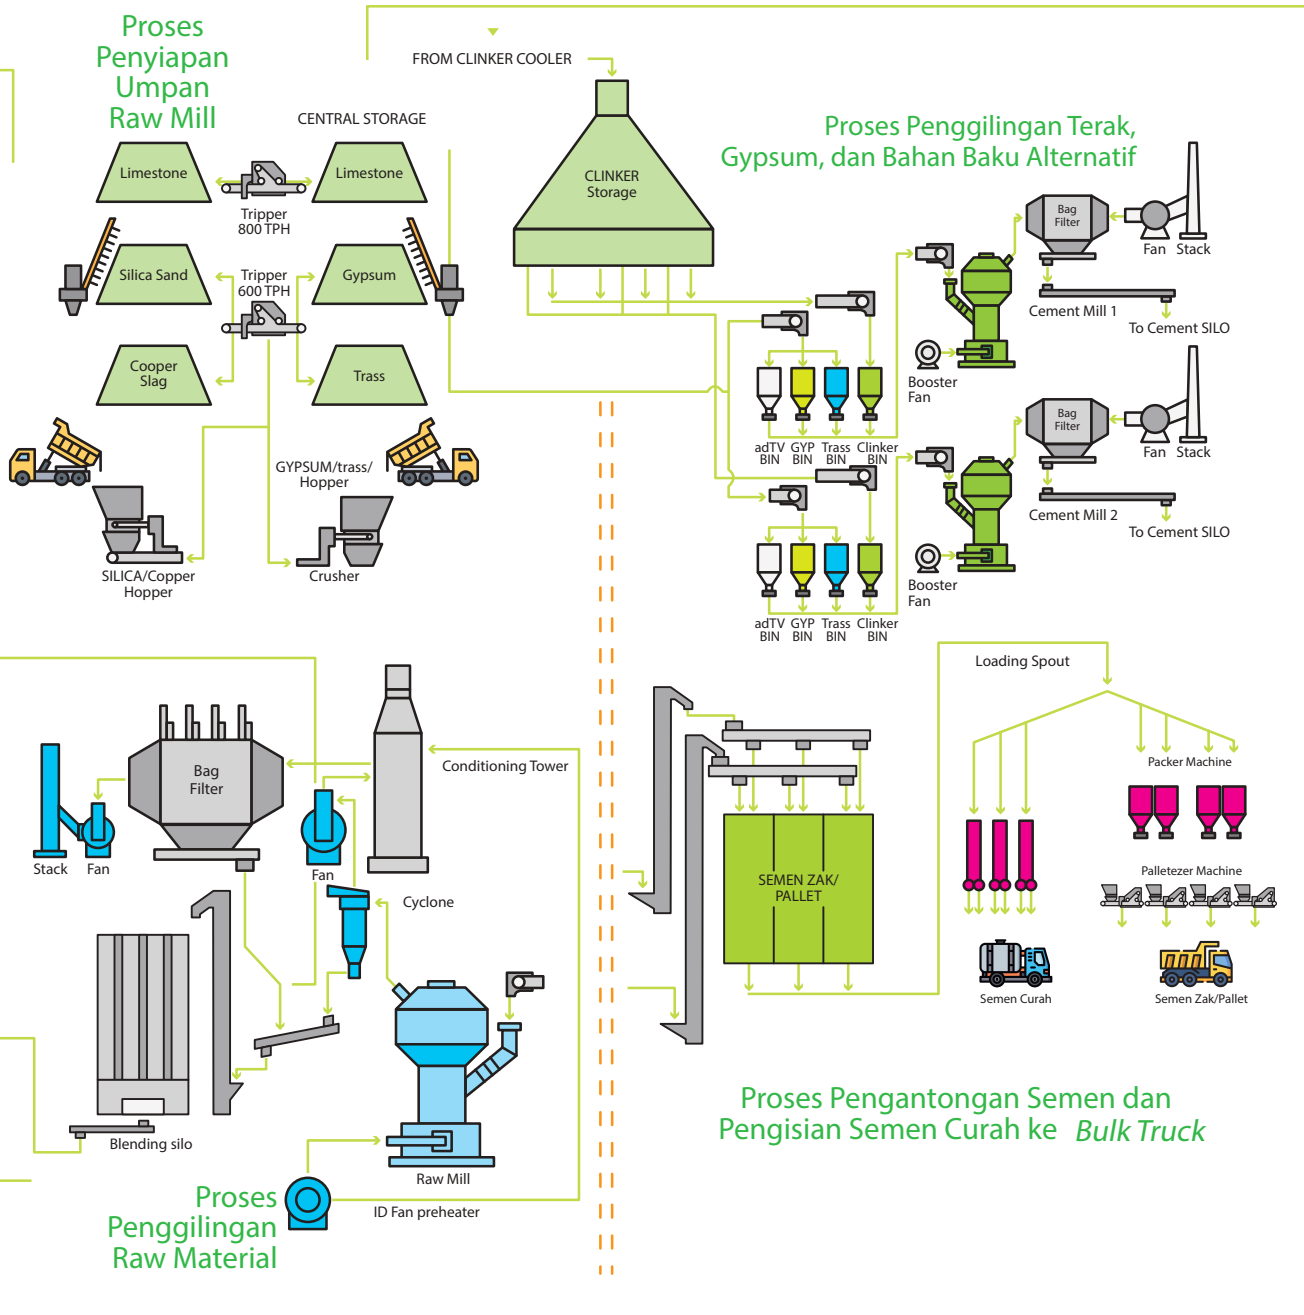 Proses
Penyiapan
Umpan
Raw Mill
CENTRAL STORAGE
Limestone
Limestone
Tripper
800 TPH
Silica Sand
Tripper
600 TPH
Gypsum
Cooper
Slag
Trass
GYPSUM/trass/
Hopper
SILICA/Copper
Hopper
Crusher
FROM CLINKER COOLER
CLINKER
Storage
Proses Penggilingan Terak,
Gypsum, dan Bahan Baku Alternatif
Bag
Filter
Fan
Stack
Cement Mill 1
To Cement SILO
Booster
Fan
adTV
BIN
GYP
BIN
Trass
BIN
Clinker
BIN
Bag
Filter
Fan
Stack
Cement Mill 2
To Cement SILO
Booster
Fan
adTV
BIN
GYP
BIN
Trass
BIN
Clinker
BIN
Conditioning Tower
Bag
Filter
Stack
Fan
Fan
Cyclone
Blending silo
Raw Mill
ID Fan preheater
Proses
Penggilingan
Raw Material
Loading Spout
Packer Machine
SEMEN ZAK/
PALLET
Palletezer Machine
Semen Curah
Semen Zak/Pallet
Proses Pengantongan Semen dan
Pengisian Semen Curah ke Bulk Truck